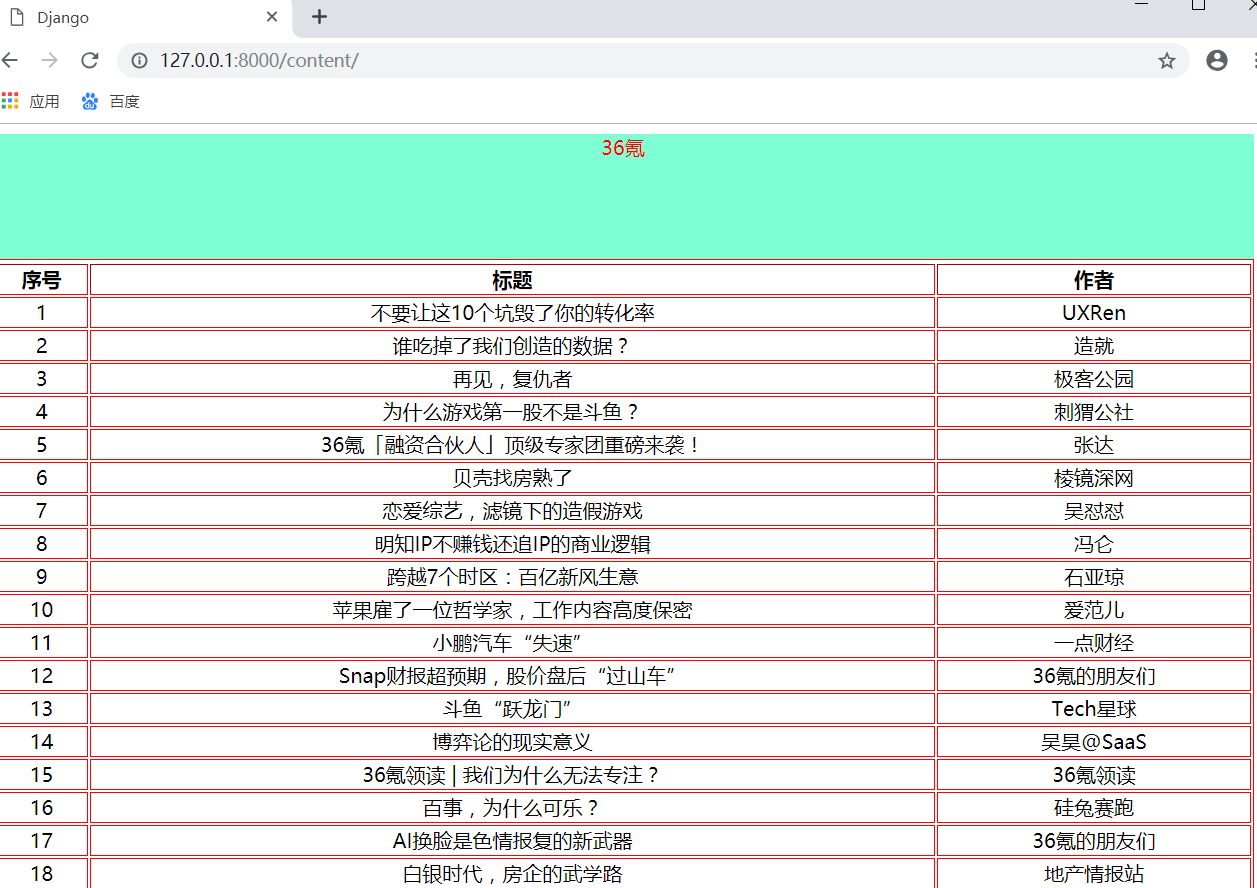 Django
127.0.0.1:8000/content/
应用 百度
36氪
序号 标题 作者
1 不要让这10个坑毁了你的转化率 UXRen
2 谁吃掉了我们创造的数据？ 造就
3 再见，复仇者 极客公园
4 为什么游戏第一股不是斗鱼？ 刺猬公社
5 36氪「融资合伙人」顶级专家团重磅来袭！ 张达
6 贝壳找房熟了 棱镜深网
7 恋爱综艺，滤镜下的造假游戏 吴怼怼
8 明知IP不赚钱还追IP的商业逻辑 冯仑
9 跨越7个时区：百亿新风生意 石亚琼
10 苹果雇了一位哲学家，工作内容高度保密 爱范儿
11 小鹏汽车“失速” 一点财经
12 Snap财报超预期，股价盘后“过山车” 36氪的朋友们
13 斗鱼“跃龙门” Tech星球
14 博弈论的现实意义 吴昊@SaaS
15 36氪领读 | 我们为什么无法专注？ 36氪领读
16 百事，为什么可乐？ 硅兔赛跑
17 AI换脸是色情报复的新武器 36氪的朋友们
18 白银时代，房企的武学路 地产情报站